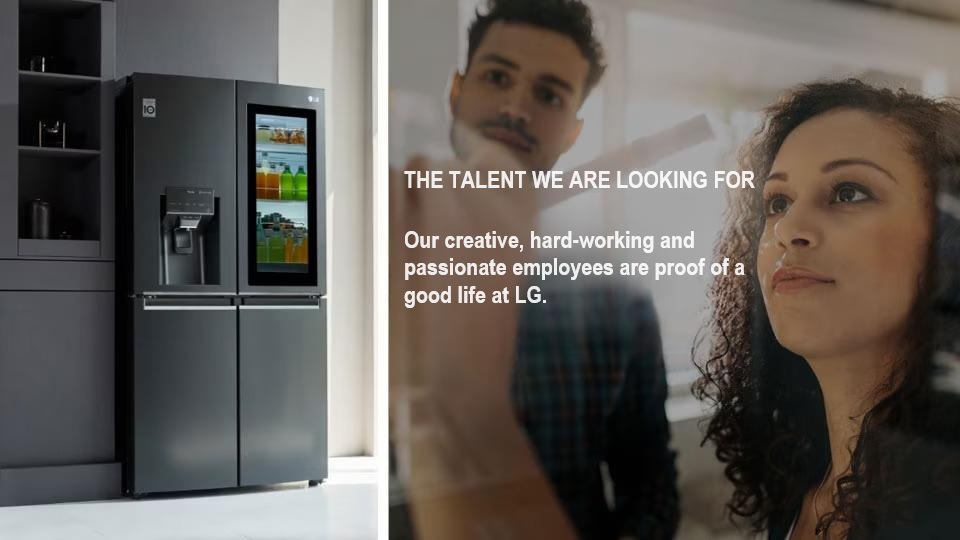 LG
THE TALENT WE ARE LOOKING FOR
Our creative, hard-working and
passionate employees are proof of a
good life at LG.